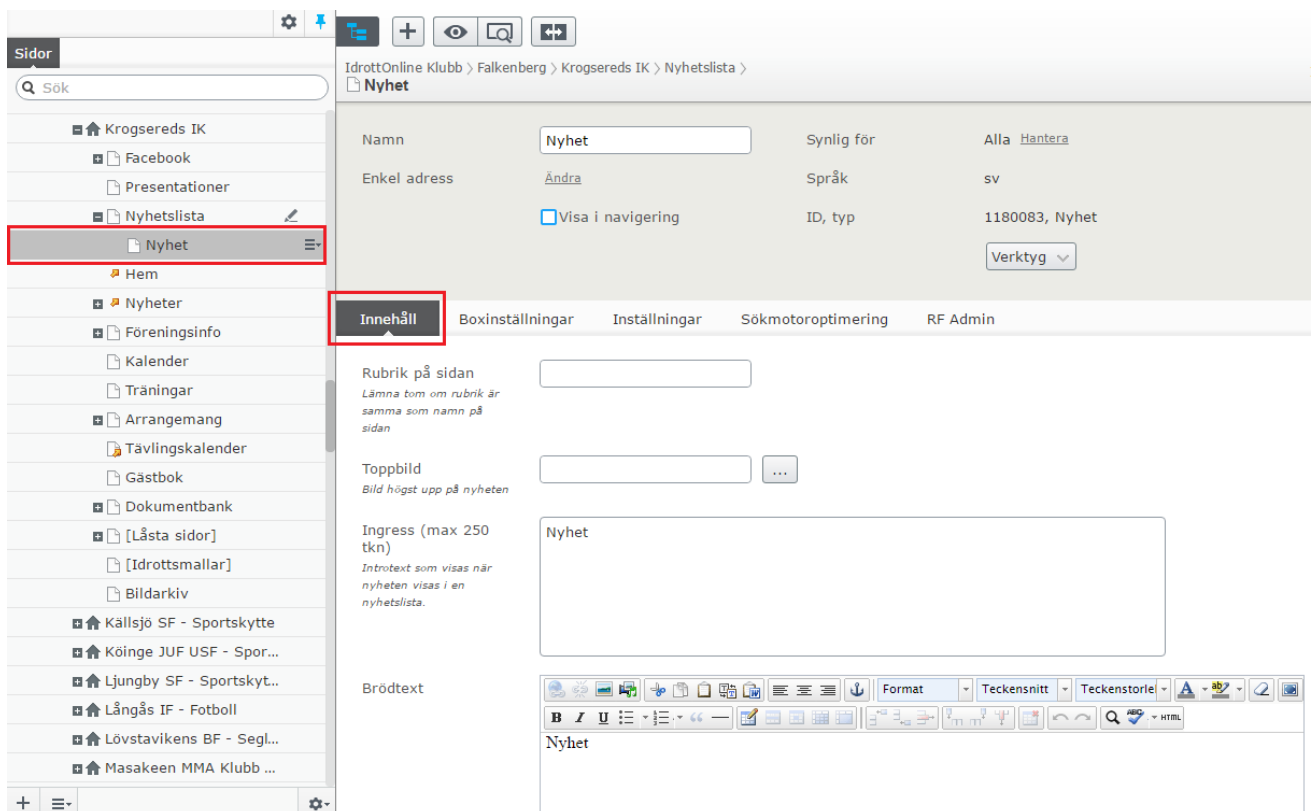 Sidor
Sök
Krogsereds IK
Facebook
Presentationer
Nyhetslista
Nyhet
Hem
Nyheter
Föreningsinfo
Kalender
Träningar
Arrangemang
Tävlingskalender
Gästbok
Dokumentbank
[Låsta sidor]
[Idrottsmallar]
Bildarkiv
Källsjö SF - Sportskytte
Köinge JUF USF - Spor...
Ljungby SF - Sportskyt...
Långås IF - Fotboll
Lövstavikens BF - Segl...
Masakeen MMA Klubb ...
IdrottOnline Klubb > Falkenberg > Krogsereds IK > Nyhetslista >
Nyhet
Namn Nyhet Synlig för Alla Hantera
Enkel adress Ändra Språk sv
Visa i navigering ID, typ 1180083, Nyhet
Verktyg
Innehåll Boxinställningar Inställningar Sökmotoroptimering RF Admin
Rubrik på sidan
Lämna tom om rubrik är
samma som namn på
sidan
Toppbild ...
Bild högst upp på nyheten
Ingress (max 250
tkn)
Nyhet
Introtext som visas när
nyheten visas i en
nyhetslista.
Brödtext
Format Teckensnitt Teckenstorlel A ab
B I U ABC HTML
Nyhet